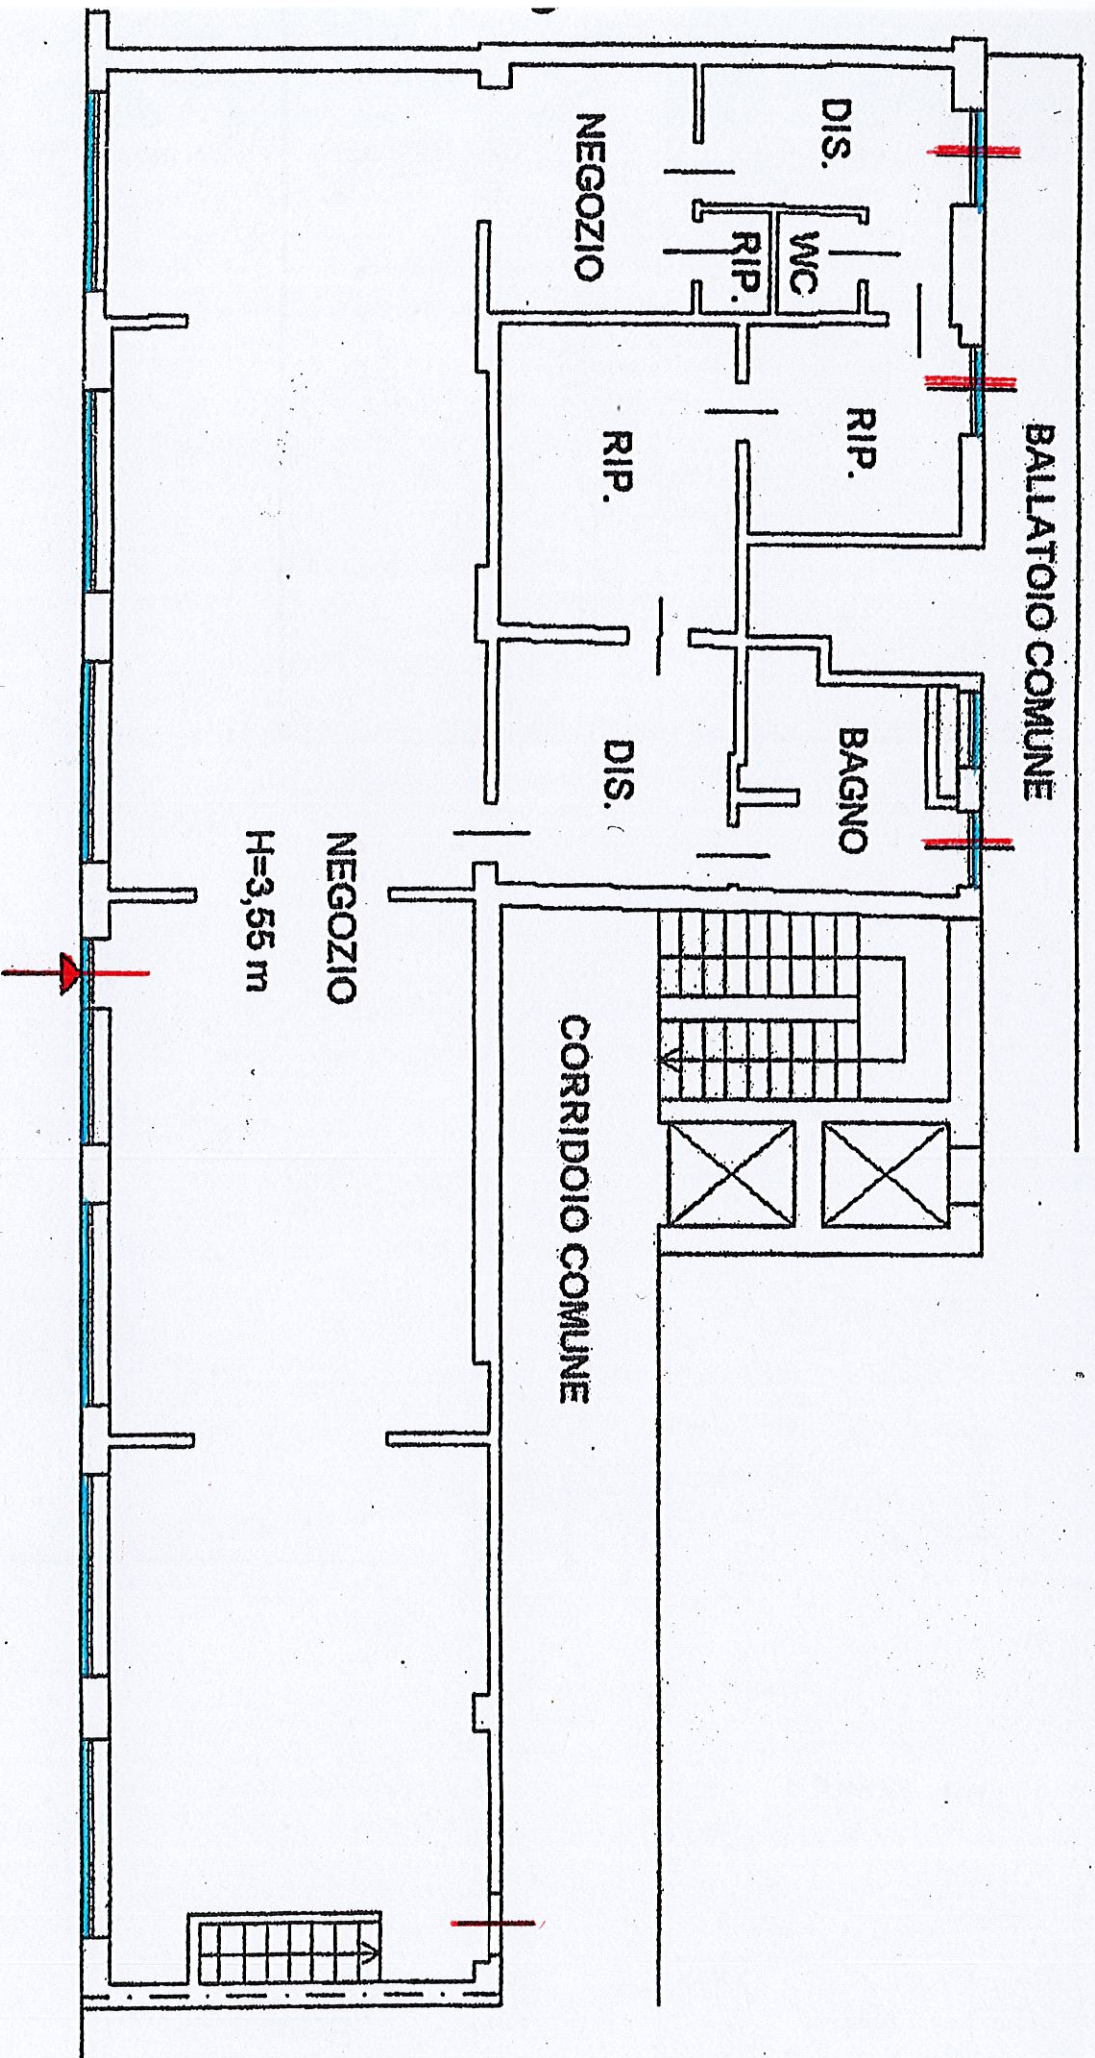 BALLATOIO COMUNE
DIS.
WC
RIP.
NEGOZIO
RIP.
RIP.
BAGNO
DIS.
NEGOZIO
H=3,55 m
CORRIDOIO COMUNE